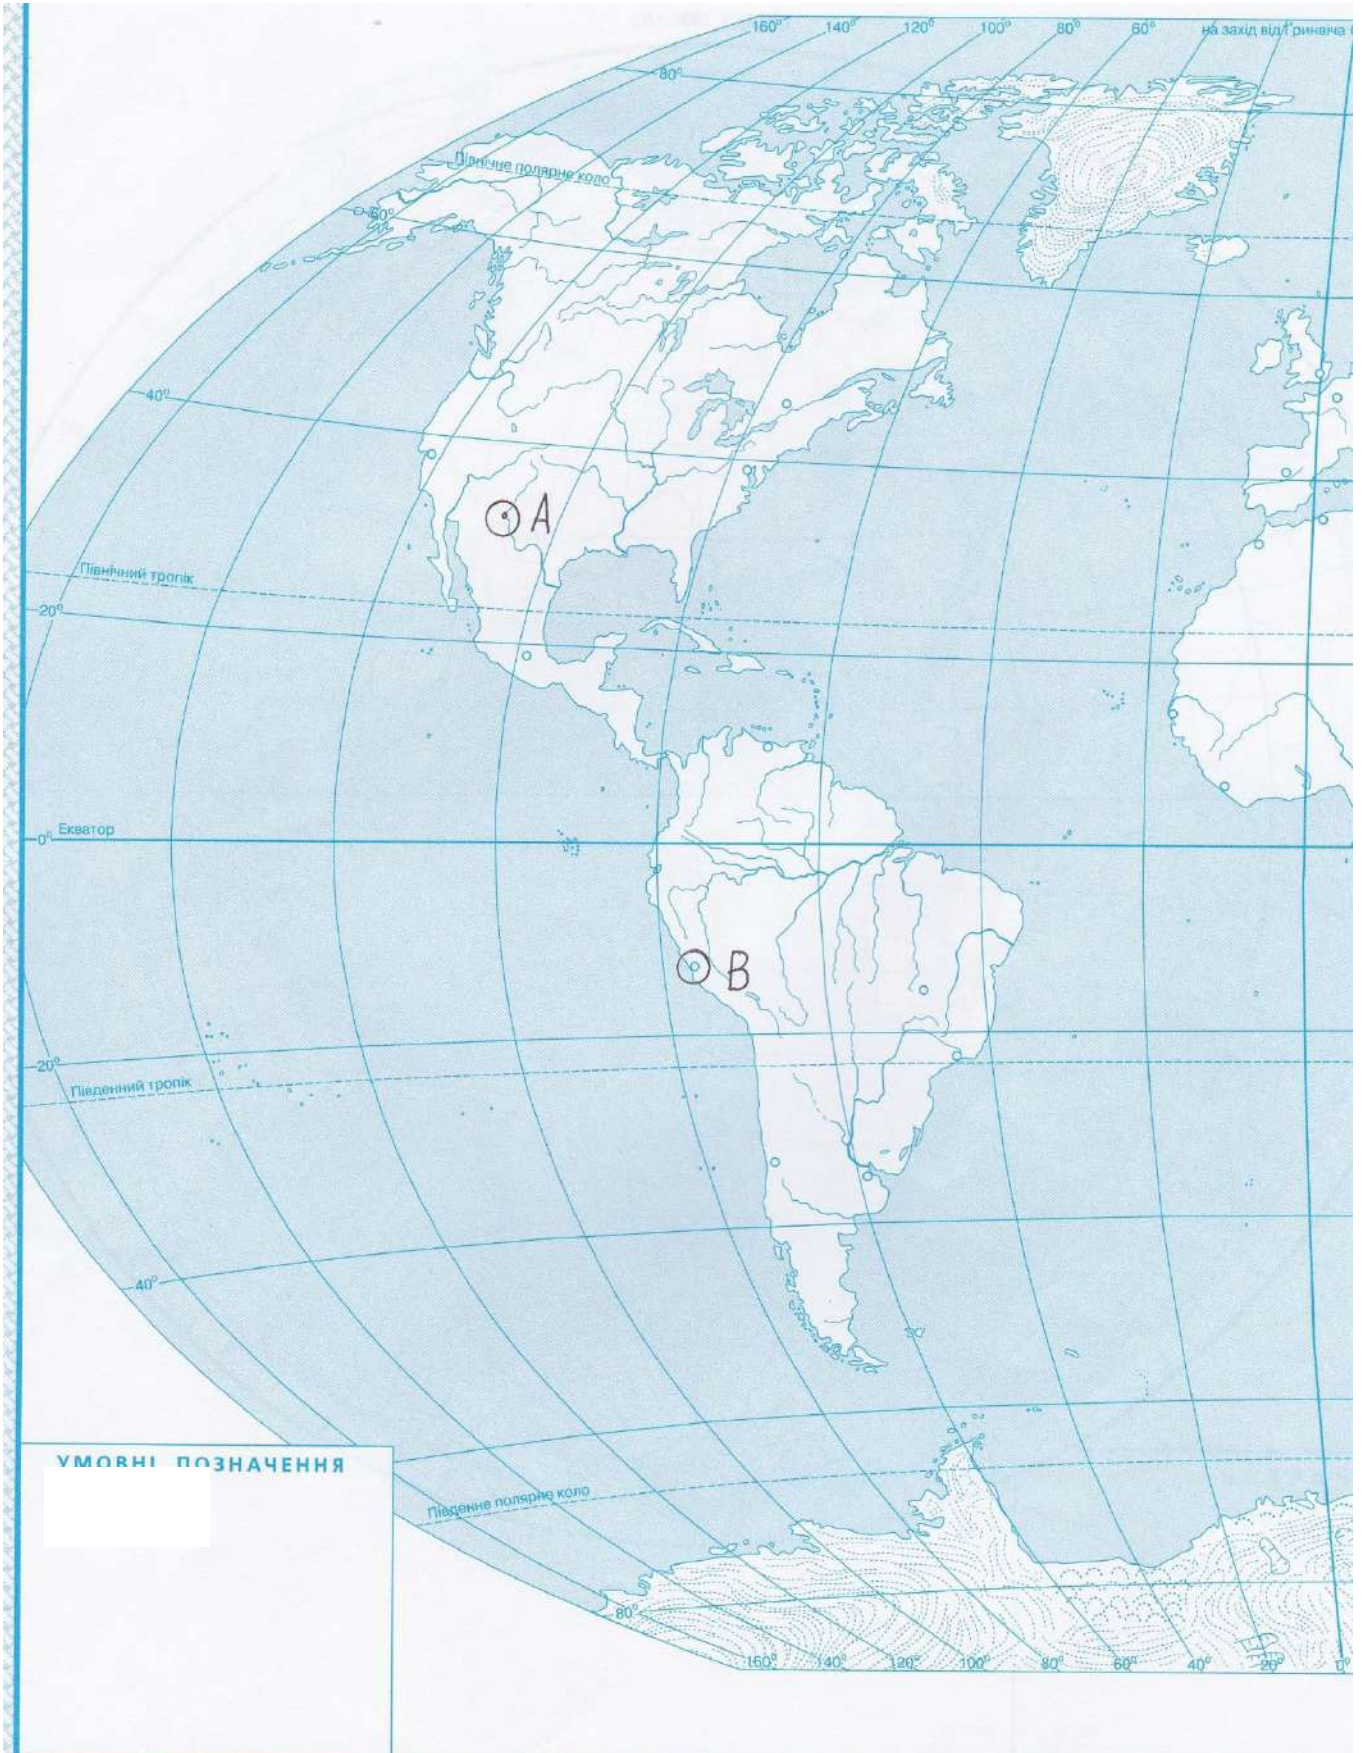 160° 140° 120° 100° 80° 60° на захід від Гринвіча
80°
Північне полярне коло
60°
40°
А
Північний тропік
20°
0° Екватор
В
20°
Південний тропік
40°
УМОВНІ ПОЗНАЧЕННЯ
Південне полярне коло
80°
160° 140° 120° 100° 80° 60° 40° 20° 0°